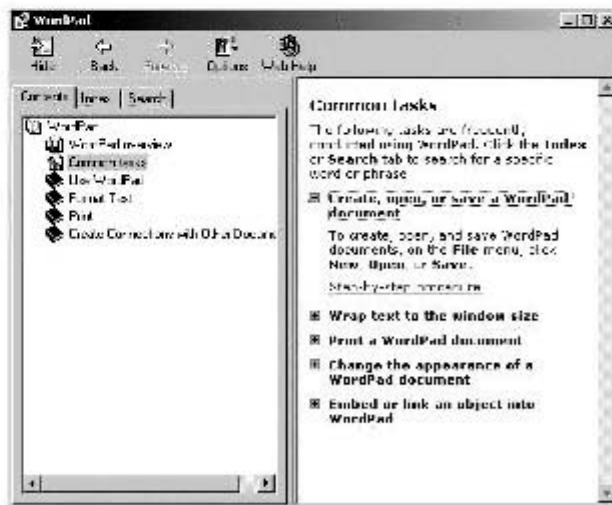 WordPad
Hide Back Options Web Help
Contents Index Search
WordPad
WordPad overview
Common tasks
Use WordPad
Format Text
Print
Create Connections with Other Docume
Common tasks
The following tasks are frequently
conducted using WordPad. Click the Index
or Search tab to search for a specific
word or phrase
Create, open, or save a WordPad
document
To create, open, and save WordPad
documents, on the File menu, click
New, Open, or Save.
Step-by-step procedure
Wrap text to the window size
Print a WordPad document
Change the appearance of a
WordPad document
Embed or link an object into
WordPad